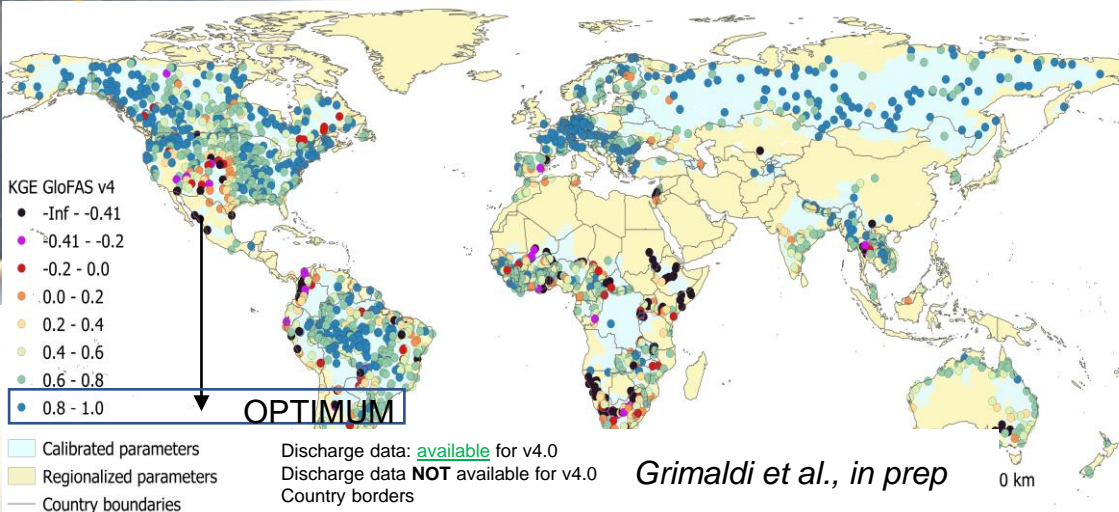 KGE GloFAS v4
-Inf - -0.41
-0.41 - -0.2
-0.2 - 0.0
0.0 - 0.2
0.2 - 0.4
0.4 - 0.6
0.6 - 0.8
0.8 - 1.0
OPTIMUM
Calibrated parameters
Regionalized parameters
Country boundaries
Discharge data: available for v4.0
Discharge data NOT available for v4.0
Country borders
Grimaldi et al., in prep
0 km